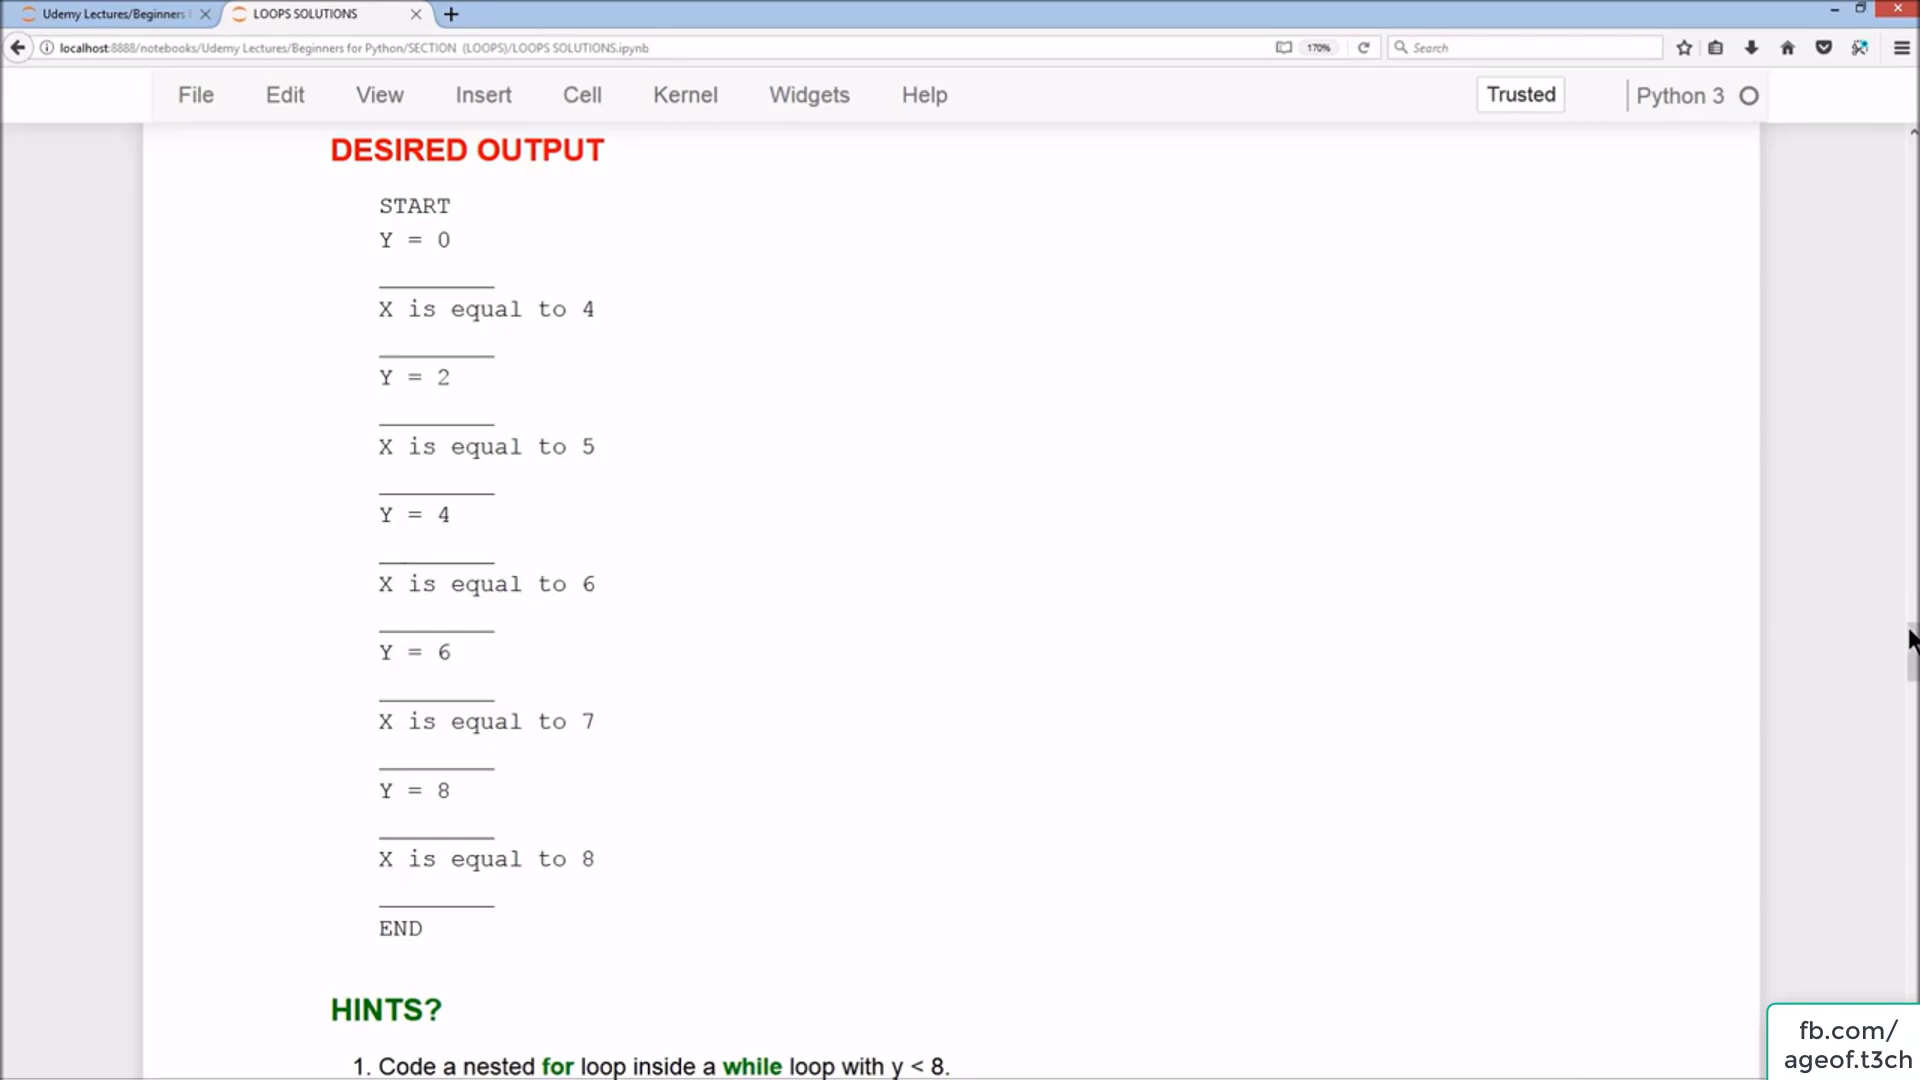 Udemy Lectures/Beginners
LOOPS SOLUTIONS
localhost:8888/notebooks/Udemy Lectures/Beginners for Python/SECTION (LOOPS)/LOOPS SOLUTIONS.ipynb
170%
Search
File Edit View Insert Cell Kernel Widgets Help
Trusted
Python 3
DESIRED OUTPUT
START
Y = 0
________
X is equal to 4
________
Y = 2
________
X is equal to 5
________
Y = 4
________
X is equal to 6
________
Y = 6
________
X is equal to 7
________
Y = 8
________
X is equal to 8
________
END
HINTS?
1. Code a nested for loop inside a while loop with y < 8.
fb.com/
ageof.t3ch